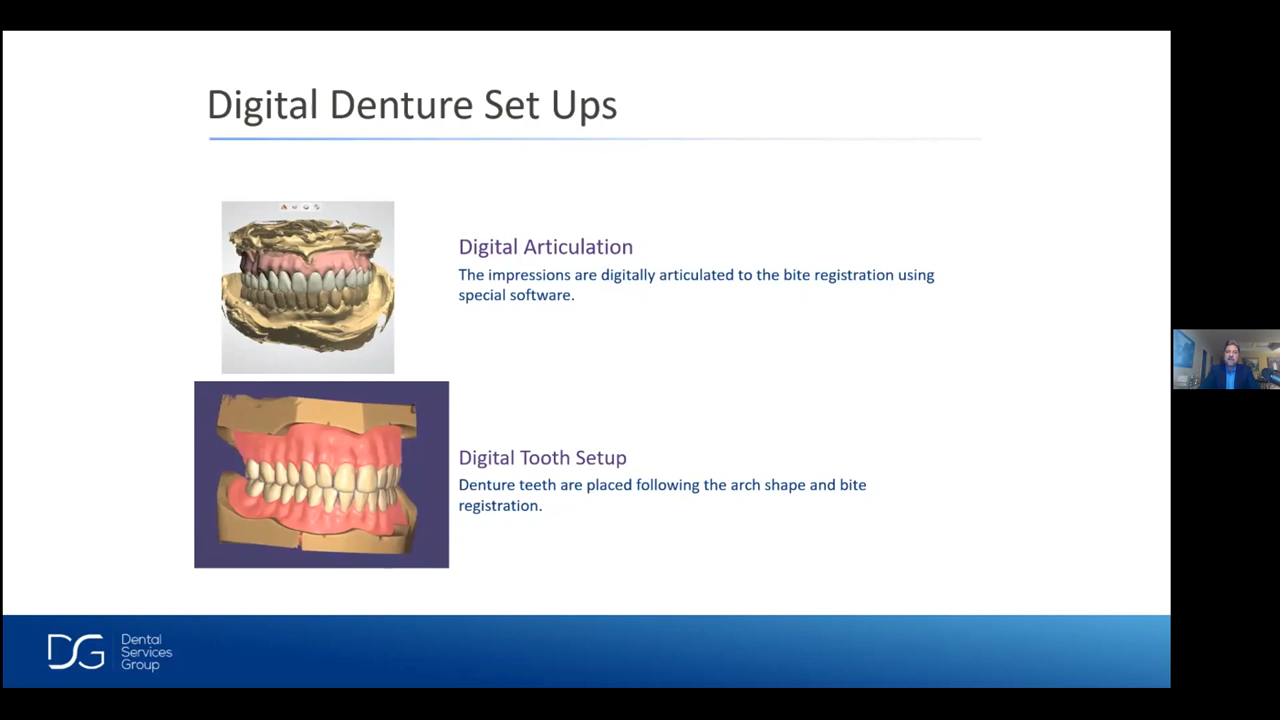 Digital Denture Set Ups
Digital Articulation
The impressions are digitally articulated to the bite registration using
special software.
Digital Tooth Setup
Denture teeth are placed following the arch shape and bite
registration.
DG
Dental
Services
Group